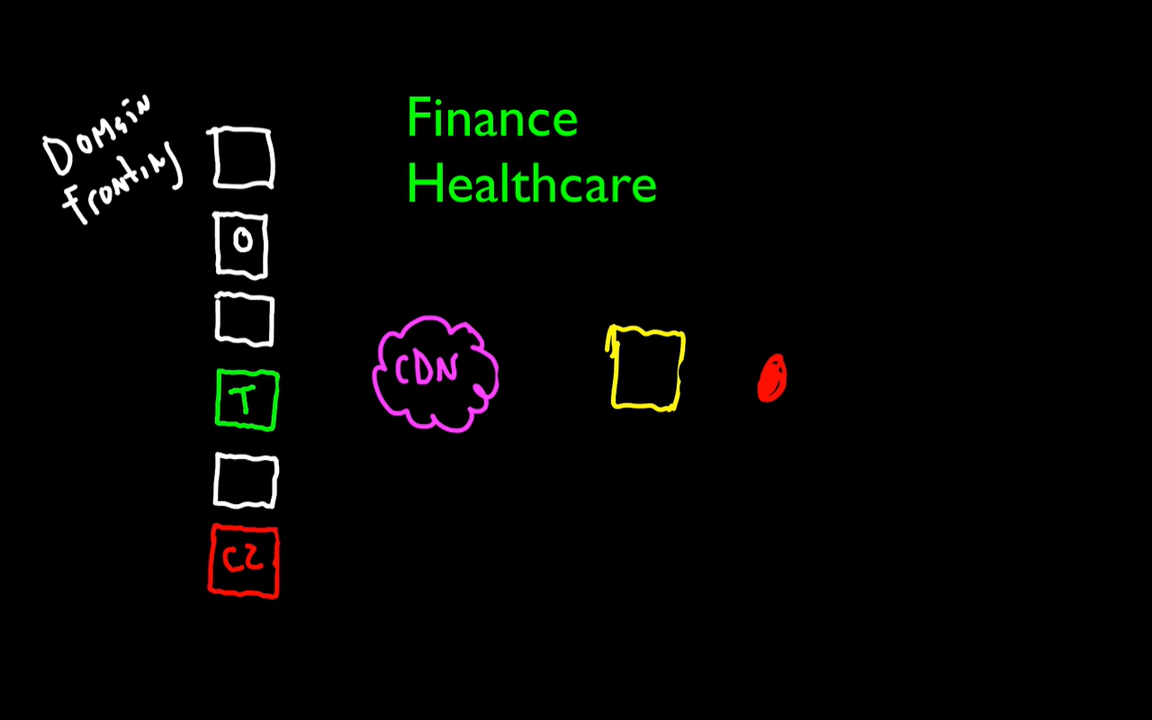 Domain
Fronting
Finance
Healthcare
O
CDN
T
C2